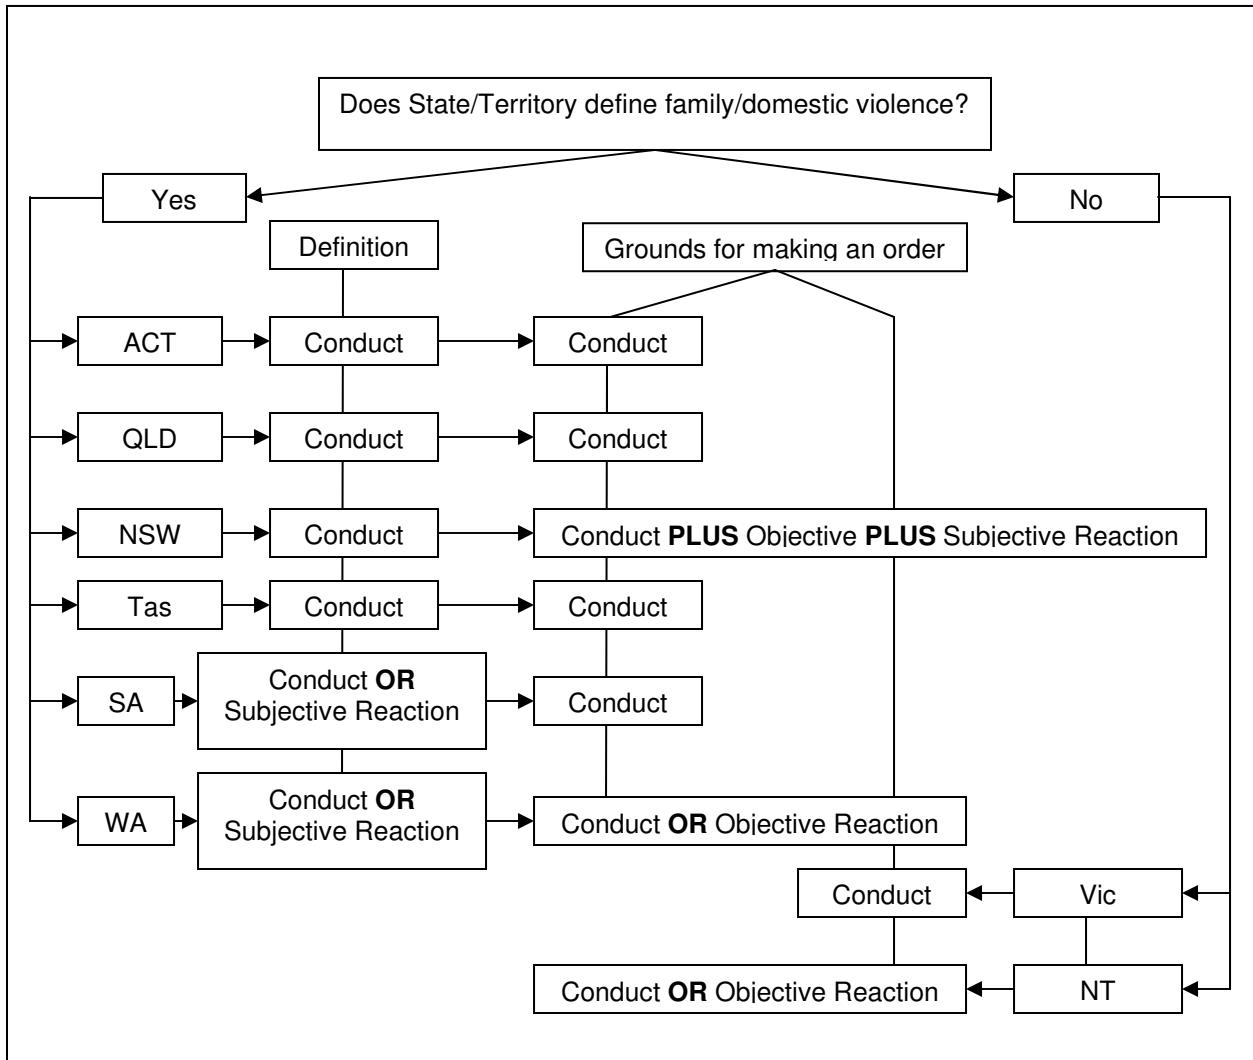 Does State/Territory define family/domestic violence?
Yes
No
Definition
Grounds for making an order
ACT
Conduct
Conduct
QLD
Conduct
Conduct
NSW
Conduct
Conduct PLUS Objective PLUS Subjective Reaction
Tas
Conduct
Conduct
SA
Conduct OR
Subjective Reaction
Conduct
WA
Conduct OR
Subjective Reaction
Conduct OR Objective Reaction
Conduct
Vic
Conduct OR Objective Reaction
NT